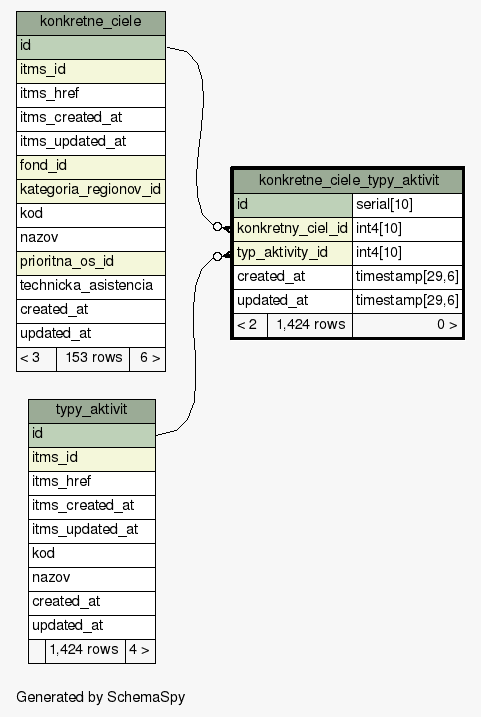 konkretne_ciele
id
itms_id
itms_href
itms_created_at
itms_updated_at
fond_id
kategoria_regionov_id
kod
nazov
prioritna_os_id
technicka_asistencia
created_at
updated_at
< 3 153 rows 6 >
konkretne_ciele_typy_aktivit
id serial[10]
konkretny_ciel_id int4[10]
typ_aktivity_id int4[10]
created_at timestamp[29,6]
updated_at timestamp[29,6]
< 2 1,424 rows 0 >
typy_aktivit
id
itms_id
itms_href
itms_created_at
itms_updated_at
kod
nazov
created_at
updated_at
1,424 rows 4 >
Generated by SchemaSpy